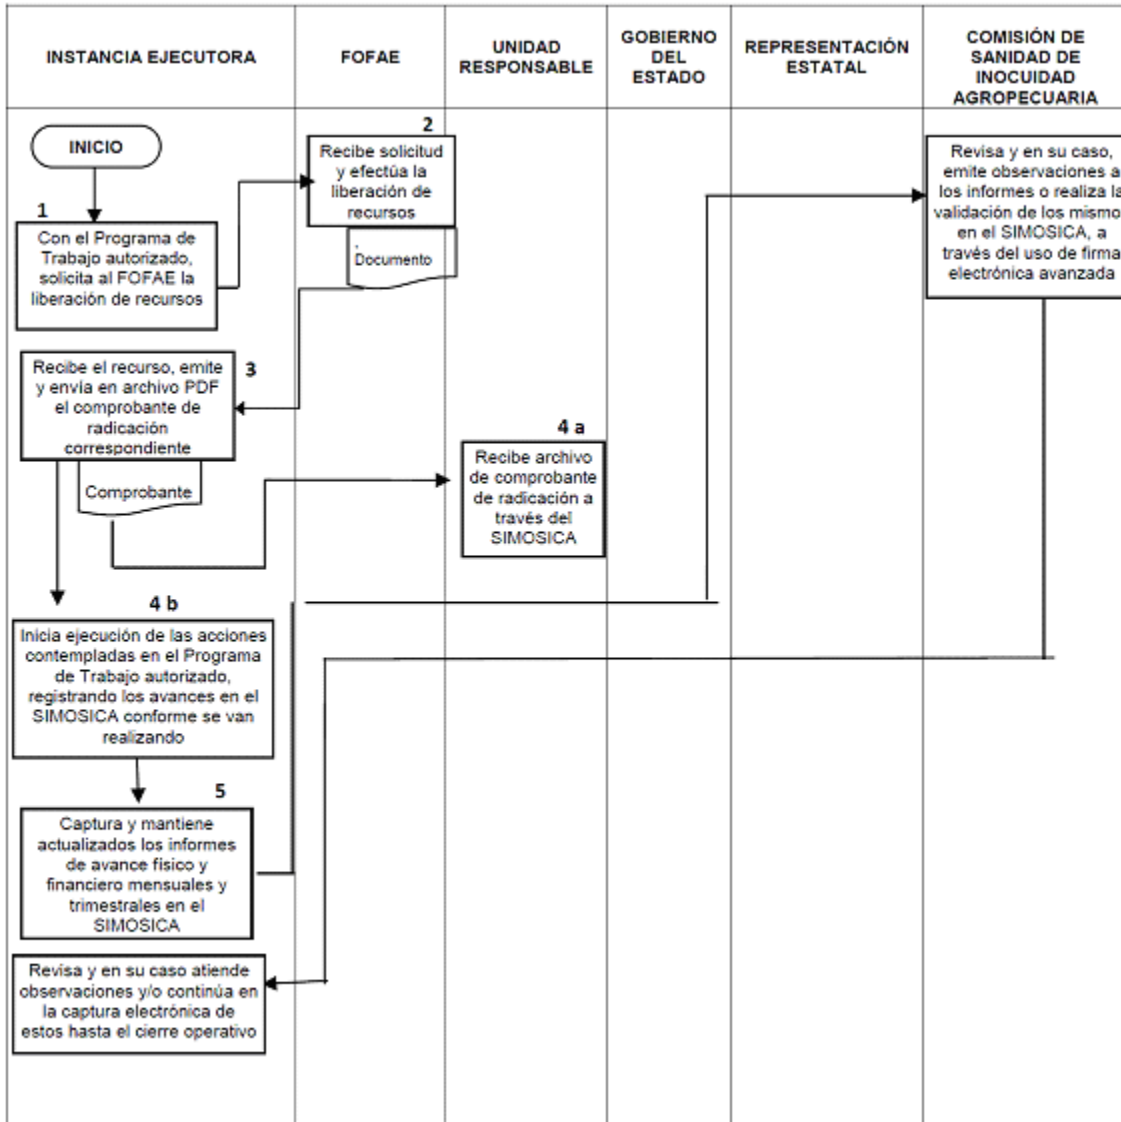 INSTANCIA EJECUTORA
FOFAE
UNIDAD
RESPONSABLE
GOBIERNO
DEL
ESTADO
REPRESENTACIÓN
ESTATAL
COMISIÓN DE
SANIDAD DE
INOCUIDAD
AGROPECUARIA
INICIO
1
Con el Programa de
Trabajo autorizado,
solicita al FOFAE la
liberación de recursos
2
Recibe solicitud
y efectúa la
liberación de
recursos
Documento
3
Recibe el recurso, emite
y envía en archivo PDF
el comprobante de
radicación
correspondiente
Comprobante
4 a
Recibe archivo
de comprobante
de radicación a
través del
SIMOSICA
4 b
Inicia ejecución de las acciones
contempladas en el Programa
de Trabajo autorizado,
registrando los avances en el
SIMOSICA conforme se van
realizando
5
Captura y mantiene
actualizados los informes
de avance físico y
financiero mensuales y
trimestrales en el
SIMOSICA
Revisa y en su caso,
emite observaciones a
los informes o realiza la
validación de los mismo
en el SIMOSICA, a
través del uso de firma
electrónica avanzada
Revisa y en su caso atiende
observaciones y/o continúa en
la captura electrónica de
estos hasta el cierre operativo